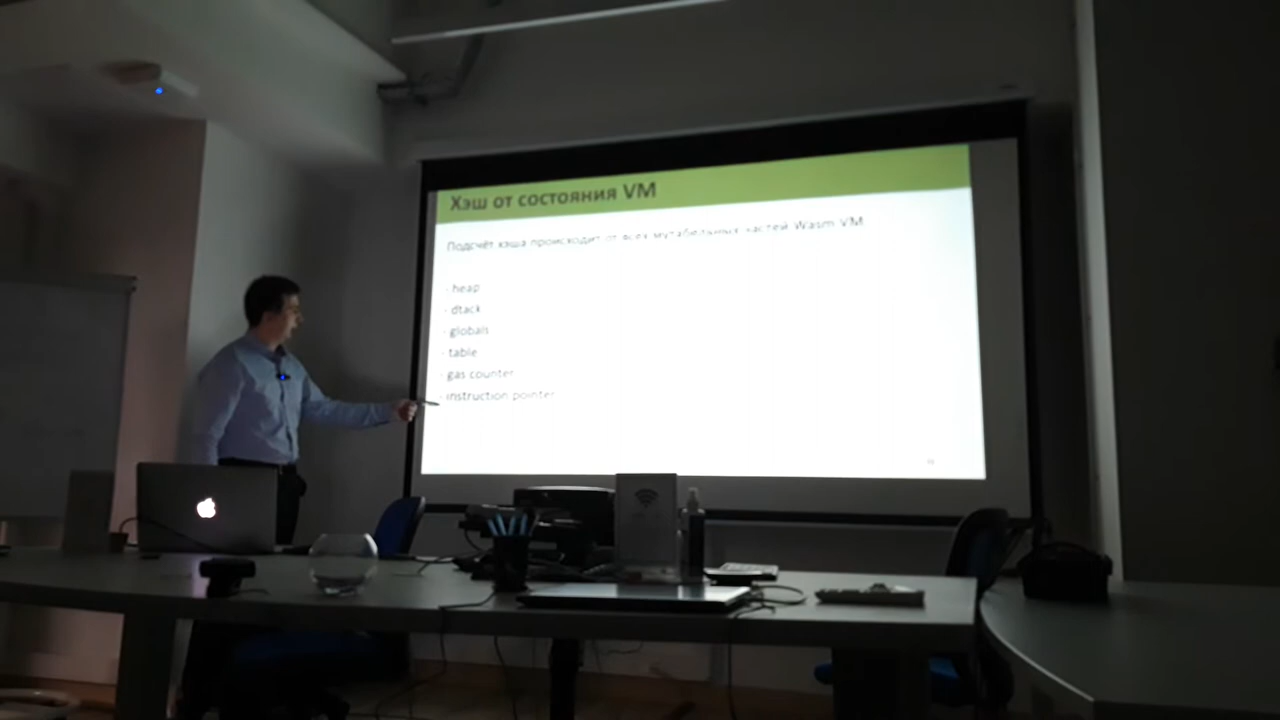 Хэш от состояния VM
Подсчёт хэша происходит от всех мутабельных частей Wasm VM:
- heap
- dtack
- globals
- table
- gas counter
- instruction pointer